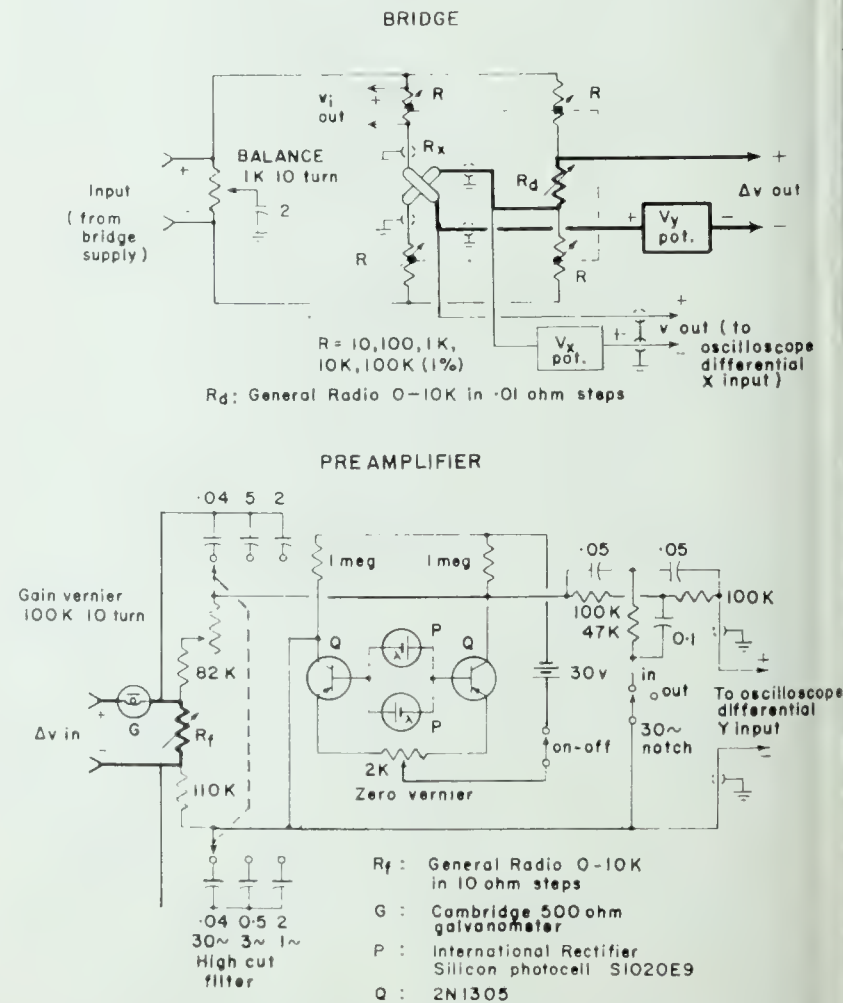 BRIDGE
vi
+
out
R
R
Rx
BALANCE
1K 10 turn
Input
+
-
2
(from
bridge
supply)
Rd
+
Δv out
-
+
Vy
pot.
-
R
R
R = 10,100, 1K,
10K, 100K (1%)
Vx
pot.
+-
+
v out (to
-
oscilloscope
differential
X input)
Rd: General Radio 0-10K in ·01 ohm steps
PREAMPLIFIER
·04 5 2
1 meg
1 meg
·05
·05
Gain vernier
100K 10 turn
100K
100K
47K
0·1
82K
Q
P
Q
P
30v
in
out
+
To oscilloscope
differential
Y input
-
Δv in
+
-
G
Rf
on-off
30~
notch
2K
Zero vernier
110K
·04 0·5 2
30~ 3~ 1~
High cut
filter
Rf : General Radio 0-10K
in 10 ohm steps
G : Cambridge 500 ohm
galvanometer
P : International Rectifier
Silicon photocell S1020E9
Q : 2N1305